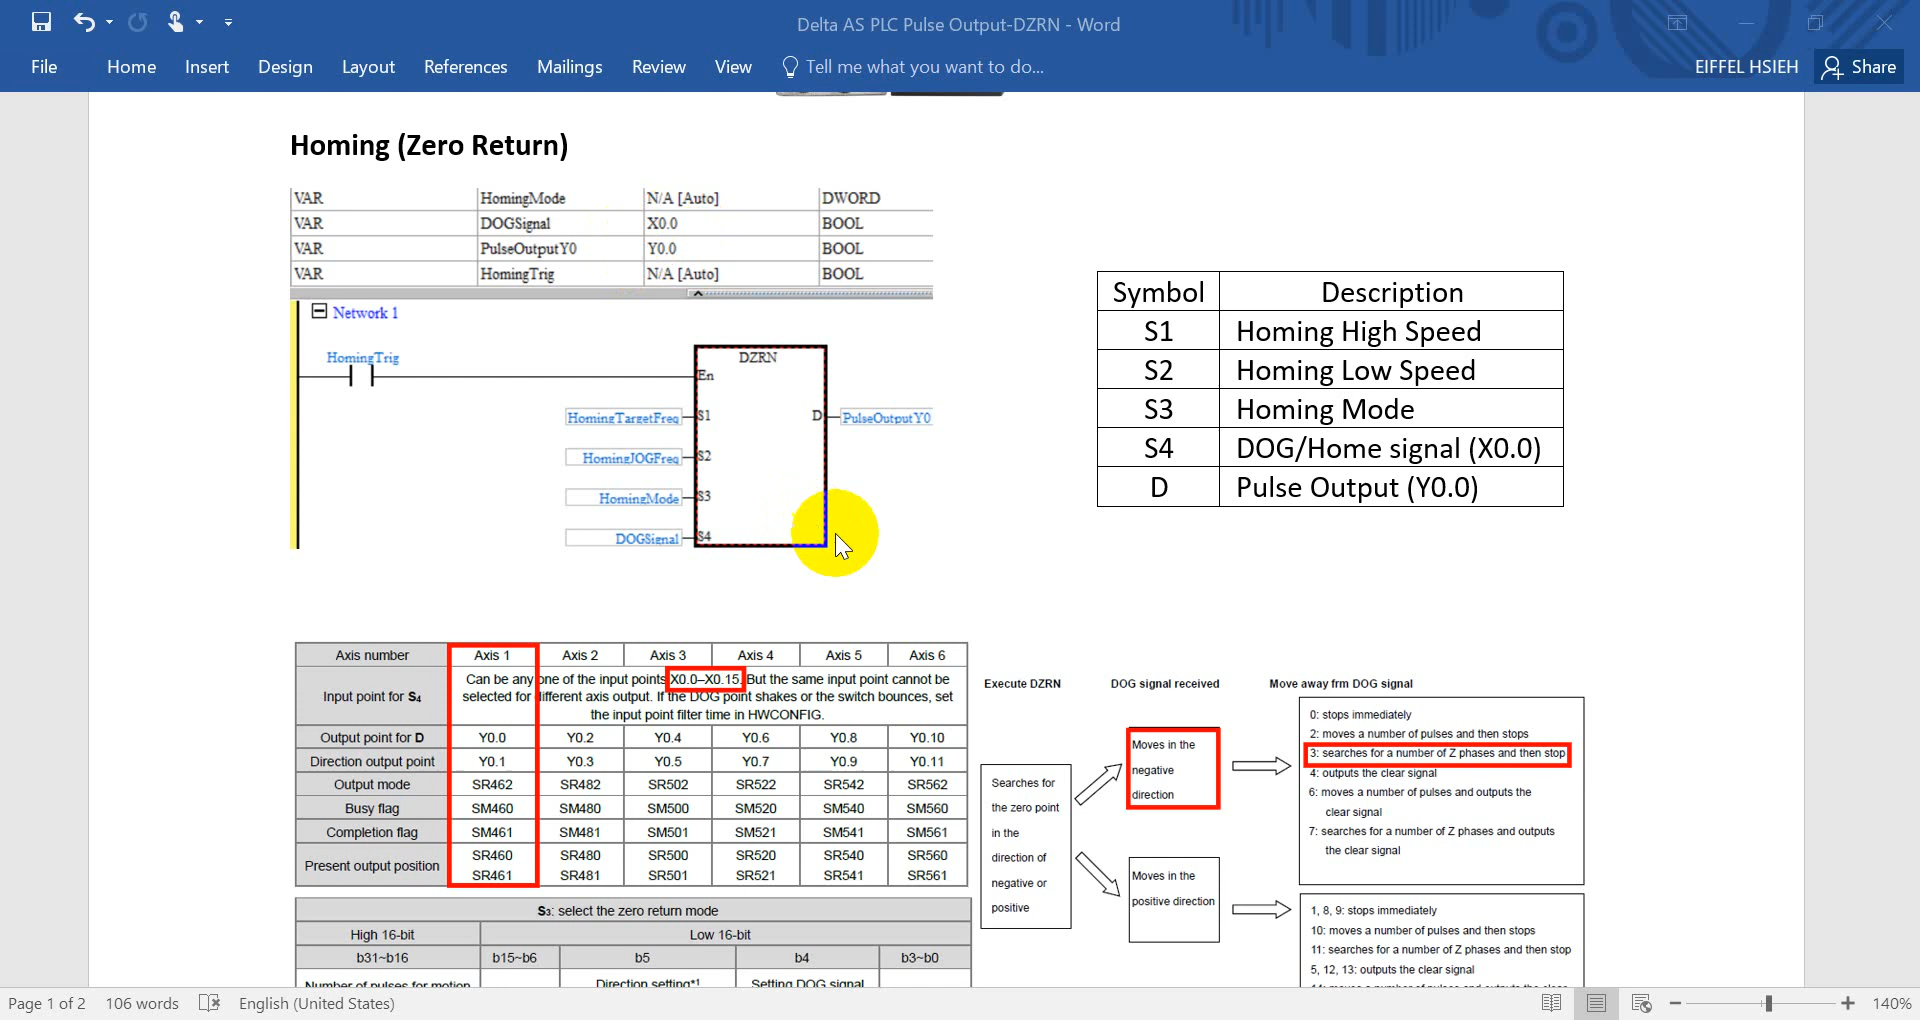 Delta AS PLC Pulse Output-DZRN - Word
File Home Insert Design Layout References Mailings Review View Tell me what you want to do... EIFFEL HSIEH Share
Homing (Zero Return)
VAR HomingMode N/A [Auto] DWORD
VAR DOGSignal X0.0 BOOL
VAR PulseOutputY0 Y0.0 BOOL
VAR HomingTrig N/A [Auto] BOOL
Network 1
HomingTrig
DZRN
En
HomingTargetFreq S1 D PulseOutputY0
HomingJOGFreq S2
HomingMode S3
DOGSignal S4
Symbol Description
S1 Homing High Speed
S2 Homing Low Speed
S3 Homing Mode
S4 DOG/Home signal (X0.0)
D Pulse Output (Y0.0)
Axis number Axis 1 Axis 2 Axis 3 Axis 4 Axis 5 Axis 6
Input point for S4
Can be any one of the input points X0.0–X0.15. But the same input point cannot be
selected for different axis output. If the DOG point shakes or the switch bounces, set
the input point filter time in HWCONFIG.
Output point for D Y0.0 Y0.2 Y0.4 Y0.6 Y0.8 Y0.10
Direction output point Y0.1 Y0.3 Y0.5 Y0.7 Y0.9 Y0.11
Output mode SR462 SR482 SR502 SR522 SR542 SR562
Busy flag SM460 SM480 SM500 SM520 SM540 SM560
Completion flag SM461 SM481 SM501 SM521 SM541 SM561
Present output position
SR460 SR480 SR500 SR520 SR540 SR560
SR461 SR481 SR501 SR521 SR541 SR561
S3: select the zero return mode
High 16-bit Low 16-bit
b31~b16 b15~b6 b5 b4 b3~b0
Number of pulses for motion Direction setting*1 Setting DOG signal
Execute DZRN DOG signal received Move away frm DOG signal
Searches for
the zero point
in the
direction of
negative or
positive
Moves in the
negative
direction
Moves in the
positive direction
0: stops immediately
2: moves a number of pulses and then stops
3: searches for a number of Z phases and then stop
4: outputs the clear signal
6: moves a number of pulses and outputs the
clear signal
7: searches for a number of Z phases and outputs
the clear signal
1, 8, 9: stops immediately
10: moves a number of pulses and then stops
11: searches for a number of Z phases and then stop
5, 12, 13: outputs the clear signal
Page 1 of 2 106 words English (United States) 140%